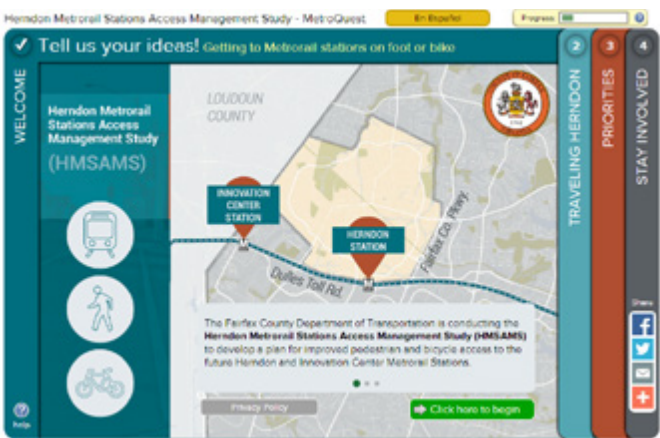 Herndon Metrorail Stations Access Management Study - MetroQuest
En Español
Progress:
?
Tell us your ideas! Getting to Metrorail stations on foot or bike
WELCOME
Herndon Metrorail
Stations Access
Management Study
(HMSAMS)
LOUDOUN
COUNTY
INNOVATION
CENTER
STATION
HERNDON
STATION
M
M
Dulles Toll Rd.
Fairfax Co. Pkwy.
The Fairfax County Department of Transportation is conducting the
Herndon Metrorail Stations Access Management Study (HMSAMS)
to develop a plan for improved pedestrian and bicycle access to the
future Herndon and Innovation Center Metrorail Stations.
Privacy Policy
Click here to begin
?
help
2
TRAVELING HERNDON
3
PRIORITIES
4
STAY INVOLVED
Share